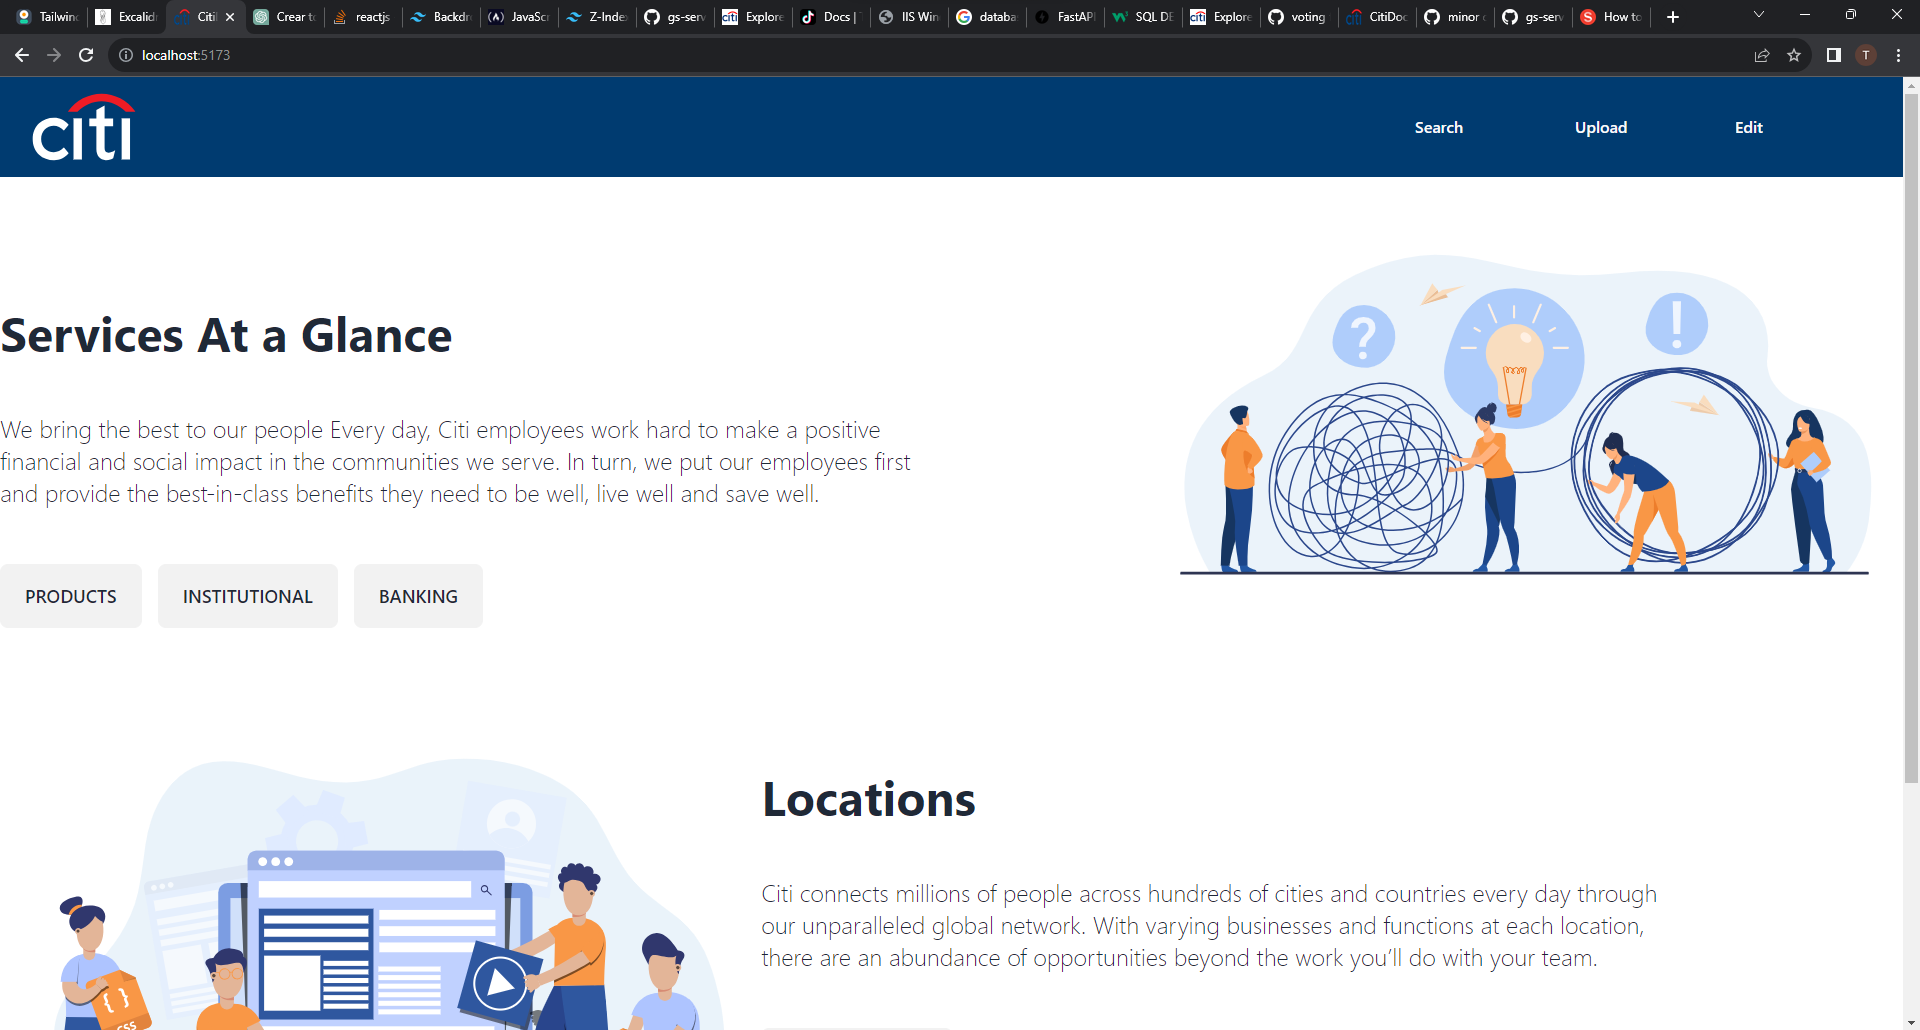 Tailwind
Excalidr
Citi
Crear to
reactjs
Backdro
JavaScr
Z-Index
gs-serv
Explore
Docs |
IIS Win
databa
FastAPI
SQL DE
Explore
voting
CitiDoc
minor c
gs-serv
How to
localhost:5173
T
citi
Search
Upload
Edit
Services At a Glance
We bring the best to our people Every day, Citi employees work hard to make a positive
financial and social impact in the communities we serve. In turn, we put our employees first
and provide the best-in-class benefits they need to be well, live well and save well.
PRODUCTS
INSTITUTIONAL
BANKING
?
!
Locations
Citi connects millions of people across hundreds of cities and countries every day through
our unparalleled global network. With varying businesses and functions at each location,
there are an abundance of opportunities beyond the work you’ll do with your team.
{ }
CSS